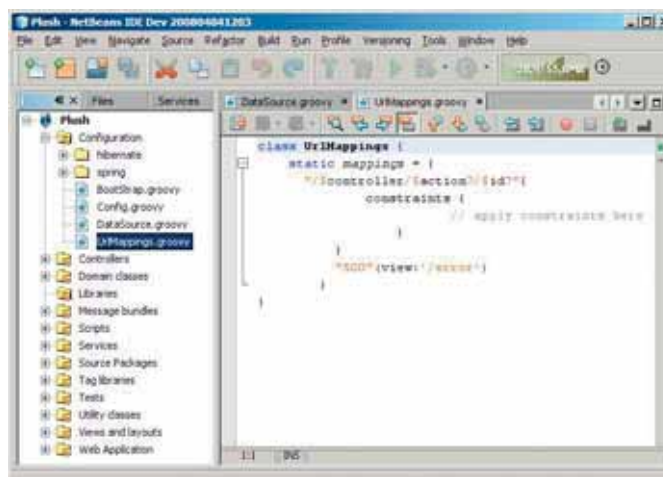 Plush - NetBeans IDE Dev 200804041203
File Edit View Navigate Source Refactor Build Run Profile Versioning Tools Window Help
Files Services
DataSource.groovy UrlMappings.groovy
Plush
Configuration
hibernate
spring
BootStrap.groovy
Config.groovy
DataSource.groovy
UrlMappings.groovy
Controllers
Domain classes
Libraries
Message bundles
Scripts
Services
Source Packages
Tag libraries
Tests
Utility classes
Views and layouts
Web Application
class UrlMappings {
static mappings = {
"/$controller/$action?/$id?"{
constraints {
// apply constraints here
}
}
"500"(view:'/error')
}
}
1:1 INS